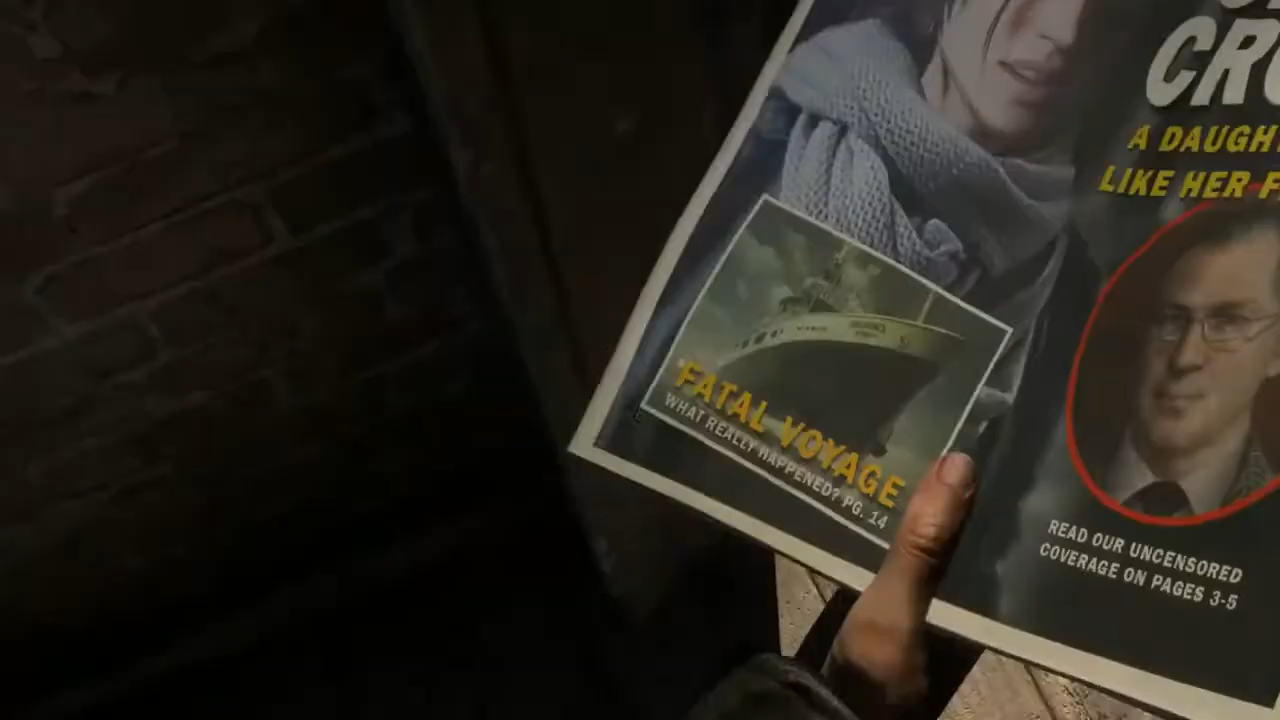 CR
A DAUGH
LIKE HER F
FATAL VOYAGE
WHAT REALLY HAPPENED? PG. 14
READ OUR UNCENSORED
COVERAGE ON PAGES 3-5